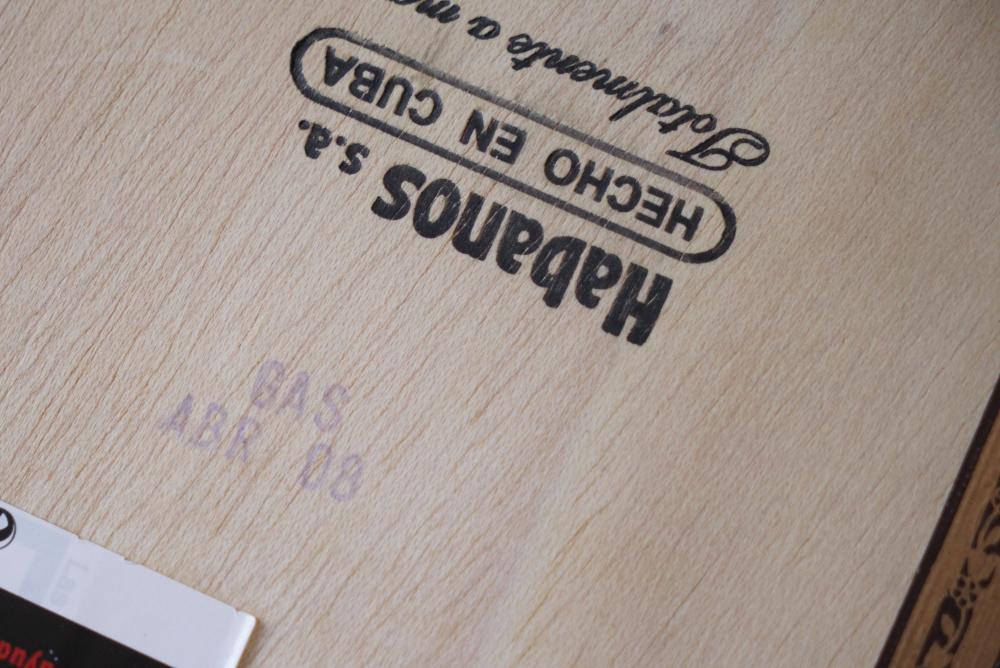 Habanos s.a.
HECHO EN CUBA
Totalmente a
GAS
ABR 08